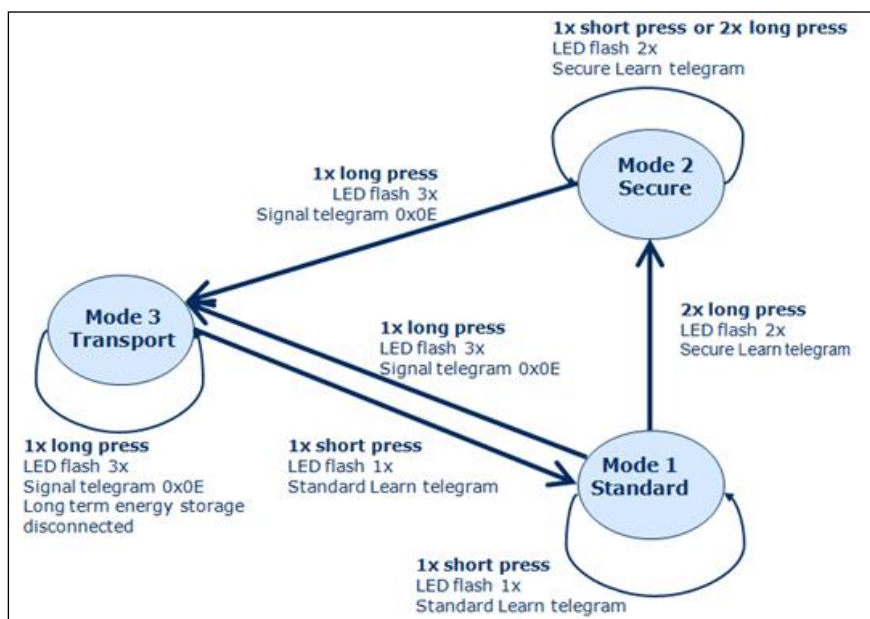 1x short press or 2x long press
LED flash 2x
Secure Learn telegram
Mode 2
Secure
1x long press
LED flash 3x
Signal telegram 0x0E
Mode 3
Transport
1x long press
LED flash 3x
Signal telegram 0x0E
2x long press
LED flash 2x
Secure Learn telegram
1x long press
LED flash 3x
Signal telegram 0x0E
Long term energy storage
disconnected
1x short press
LED flash 1x
Standard Learn telegram
Mode 1
Standard
1x short press
LED flash 1x
Standard Learn telegram